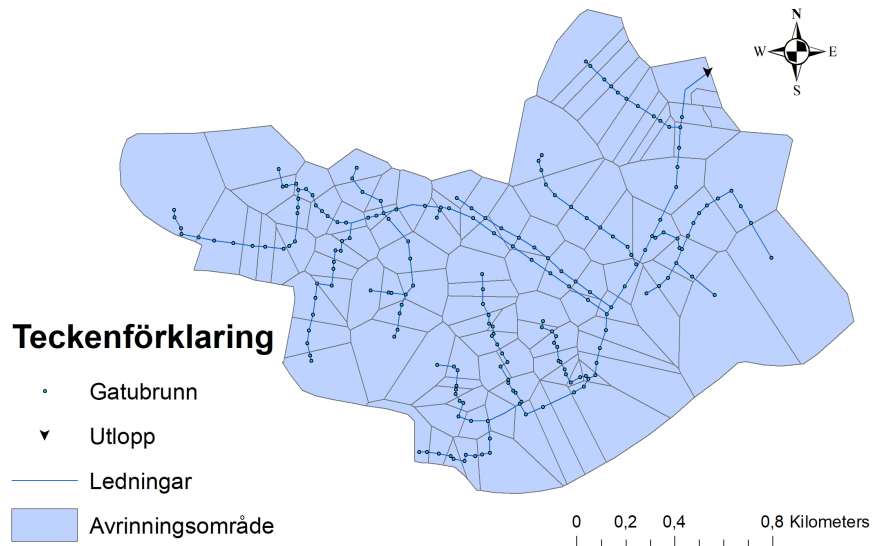 N
W E
S
Teckenförklaring
Gatubrunn
Utlopp
Ledningar
Avrinningsområde
0 0,2 0,4 0,8 Kilometers